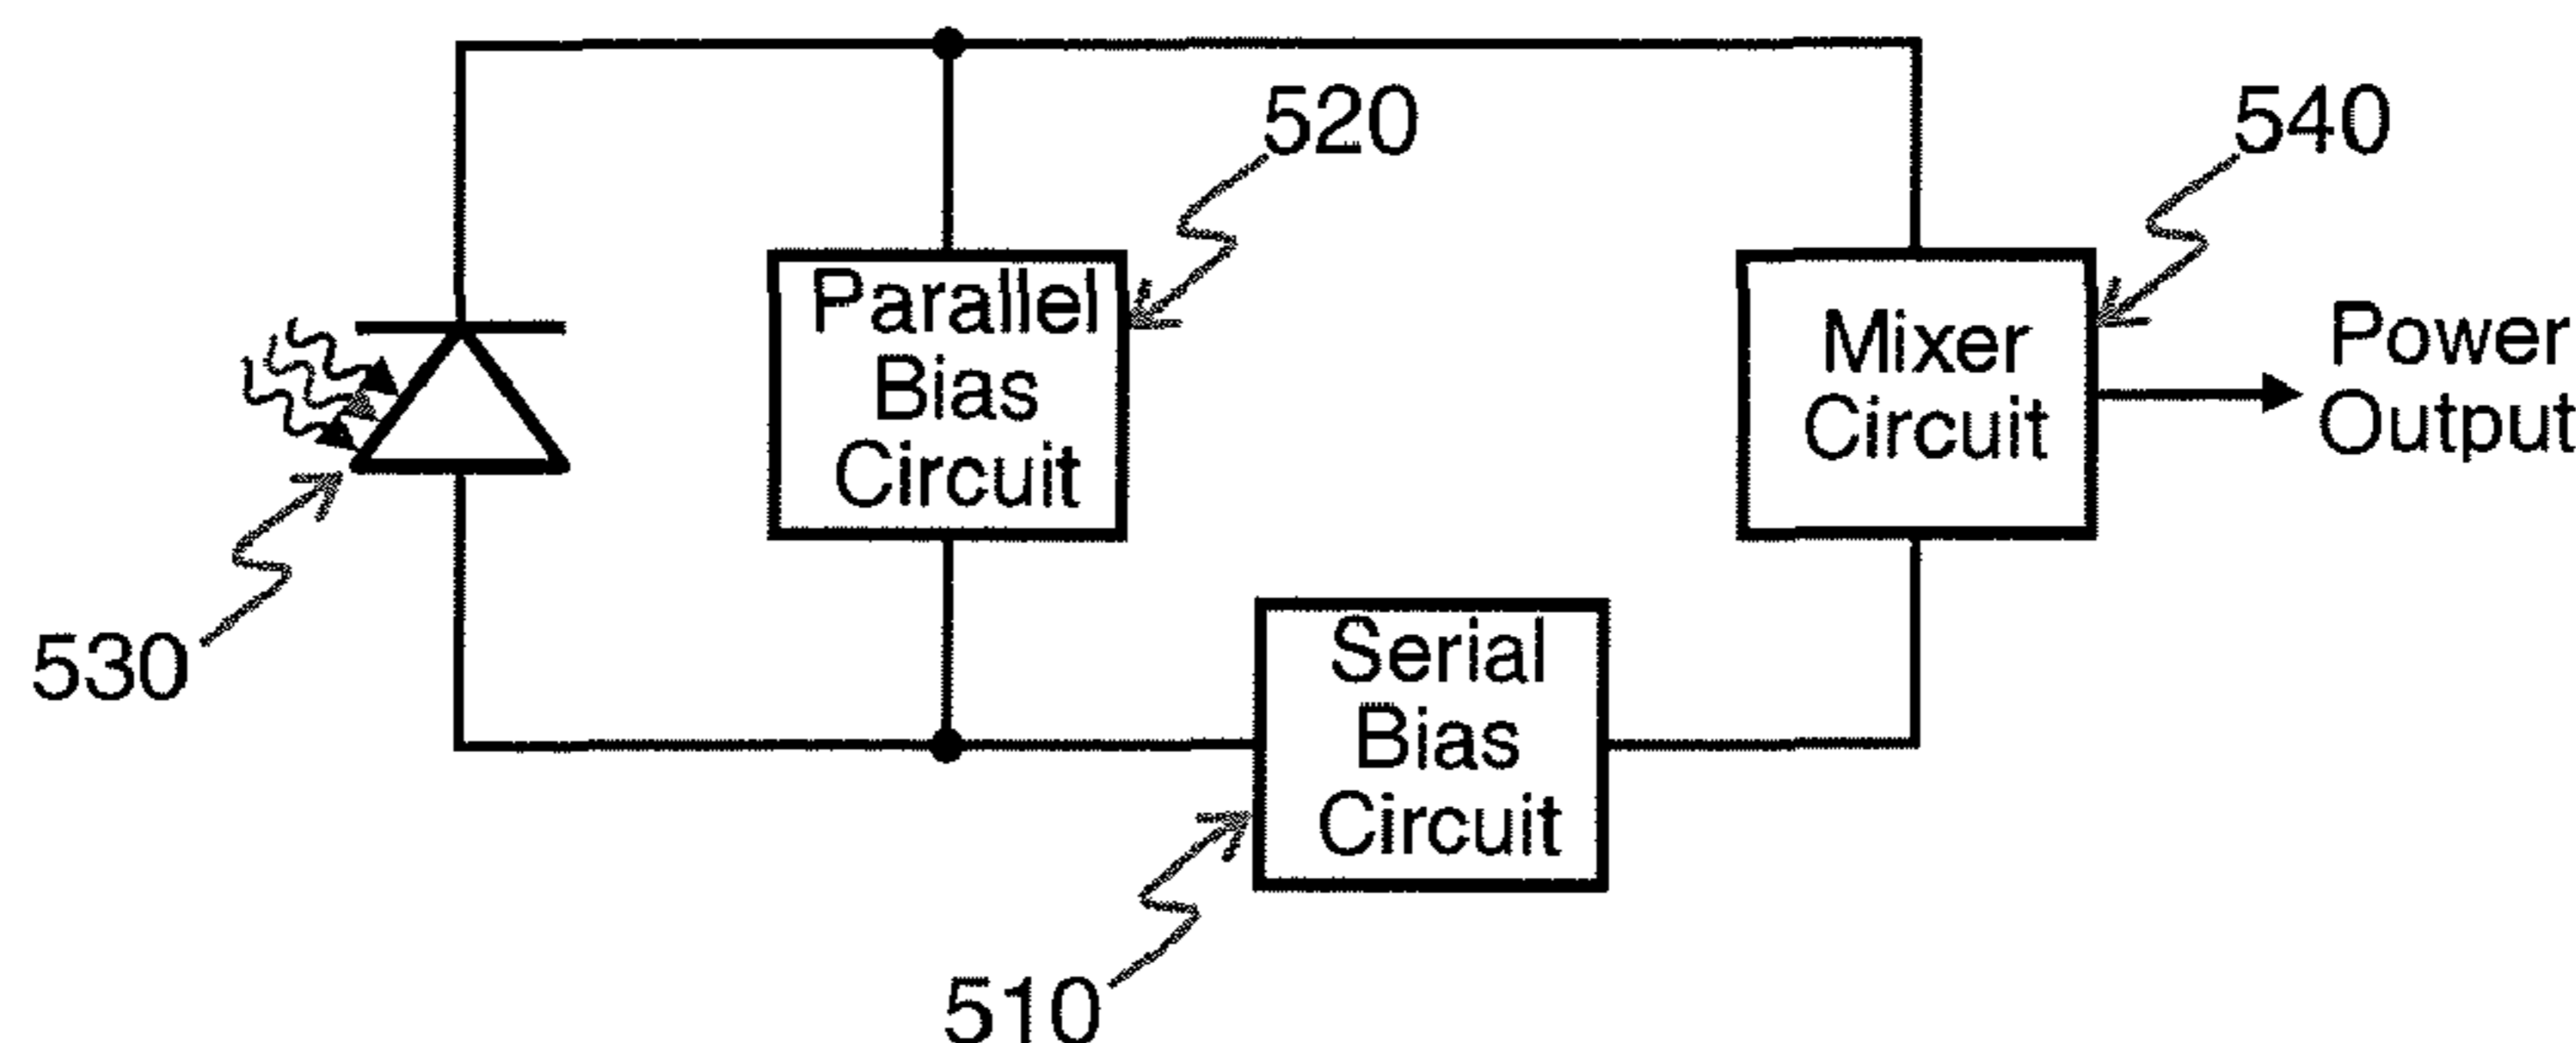 520
540
Parallel
Bias
Circuit
Mixer
Circuit
Power
Output
530
Serial
Bias
Circuit
510